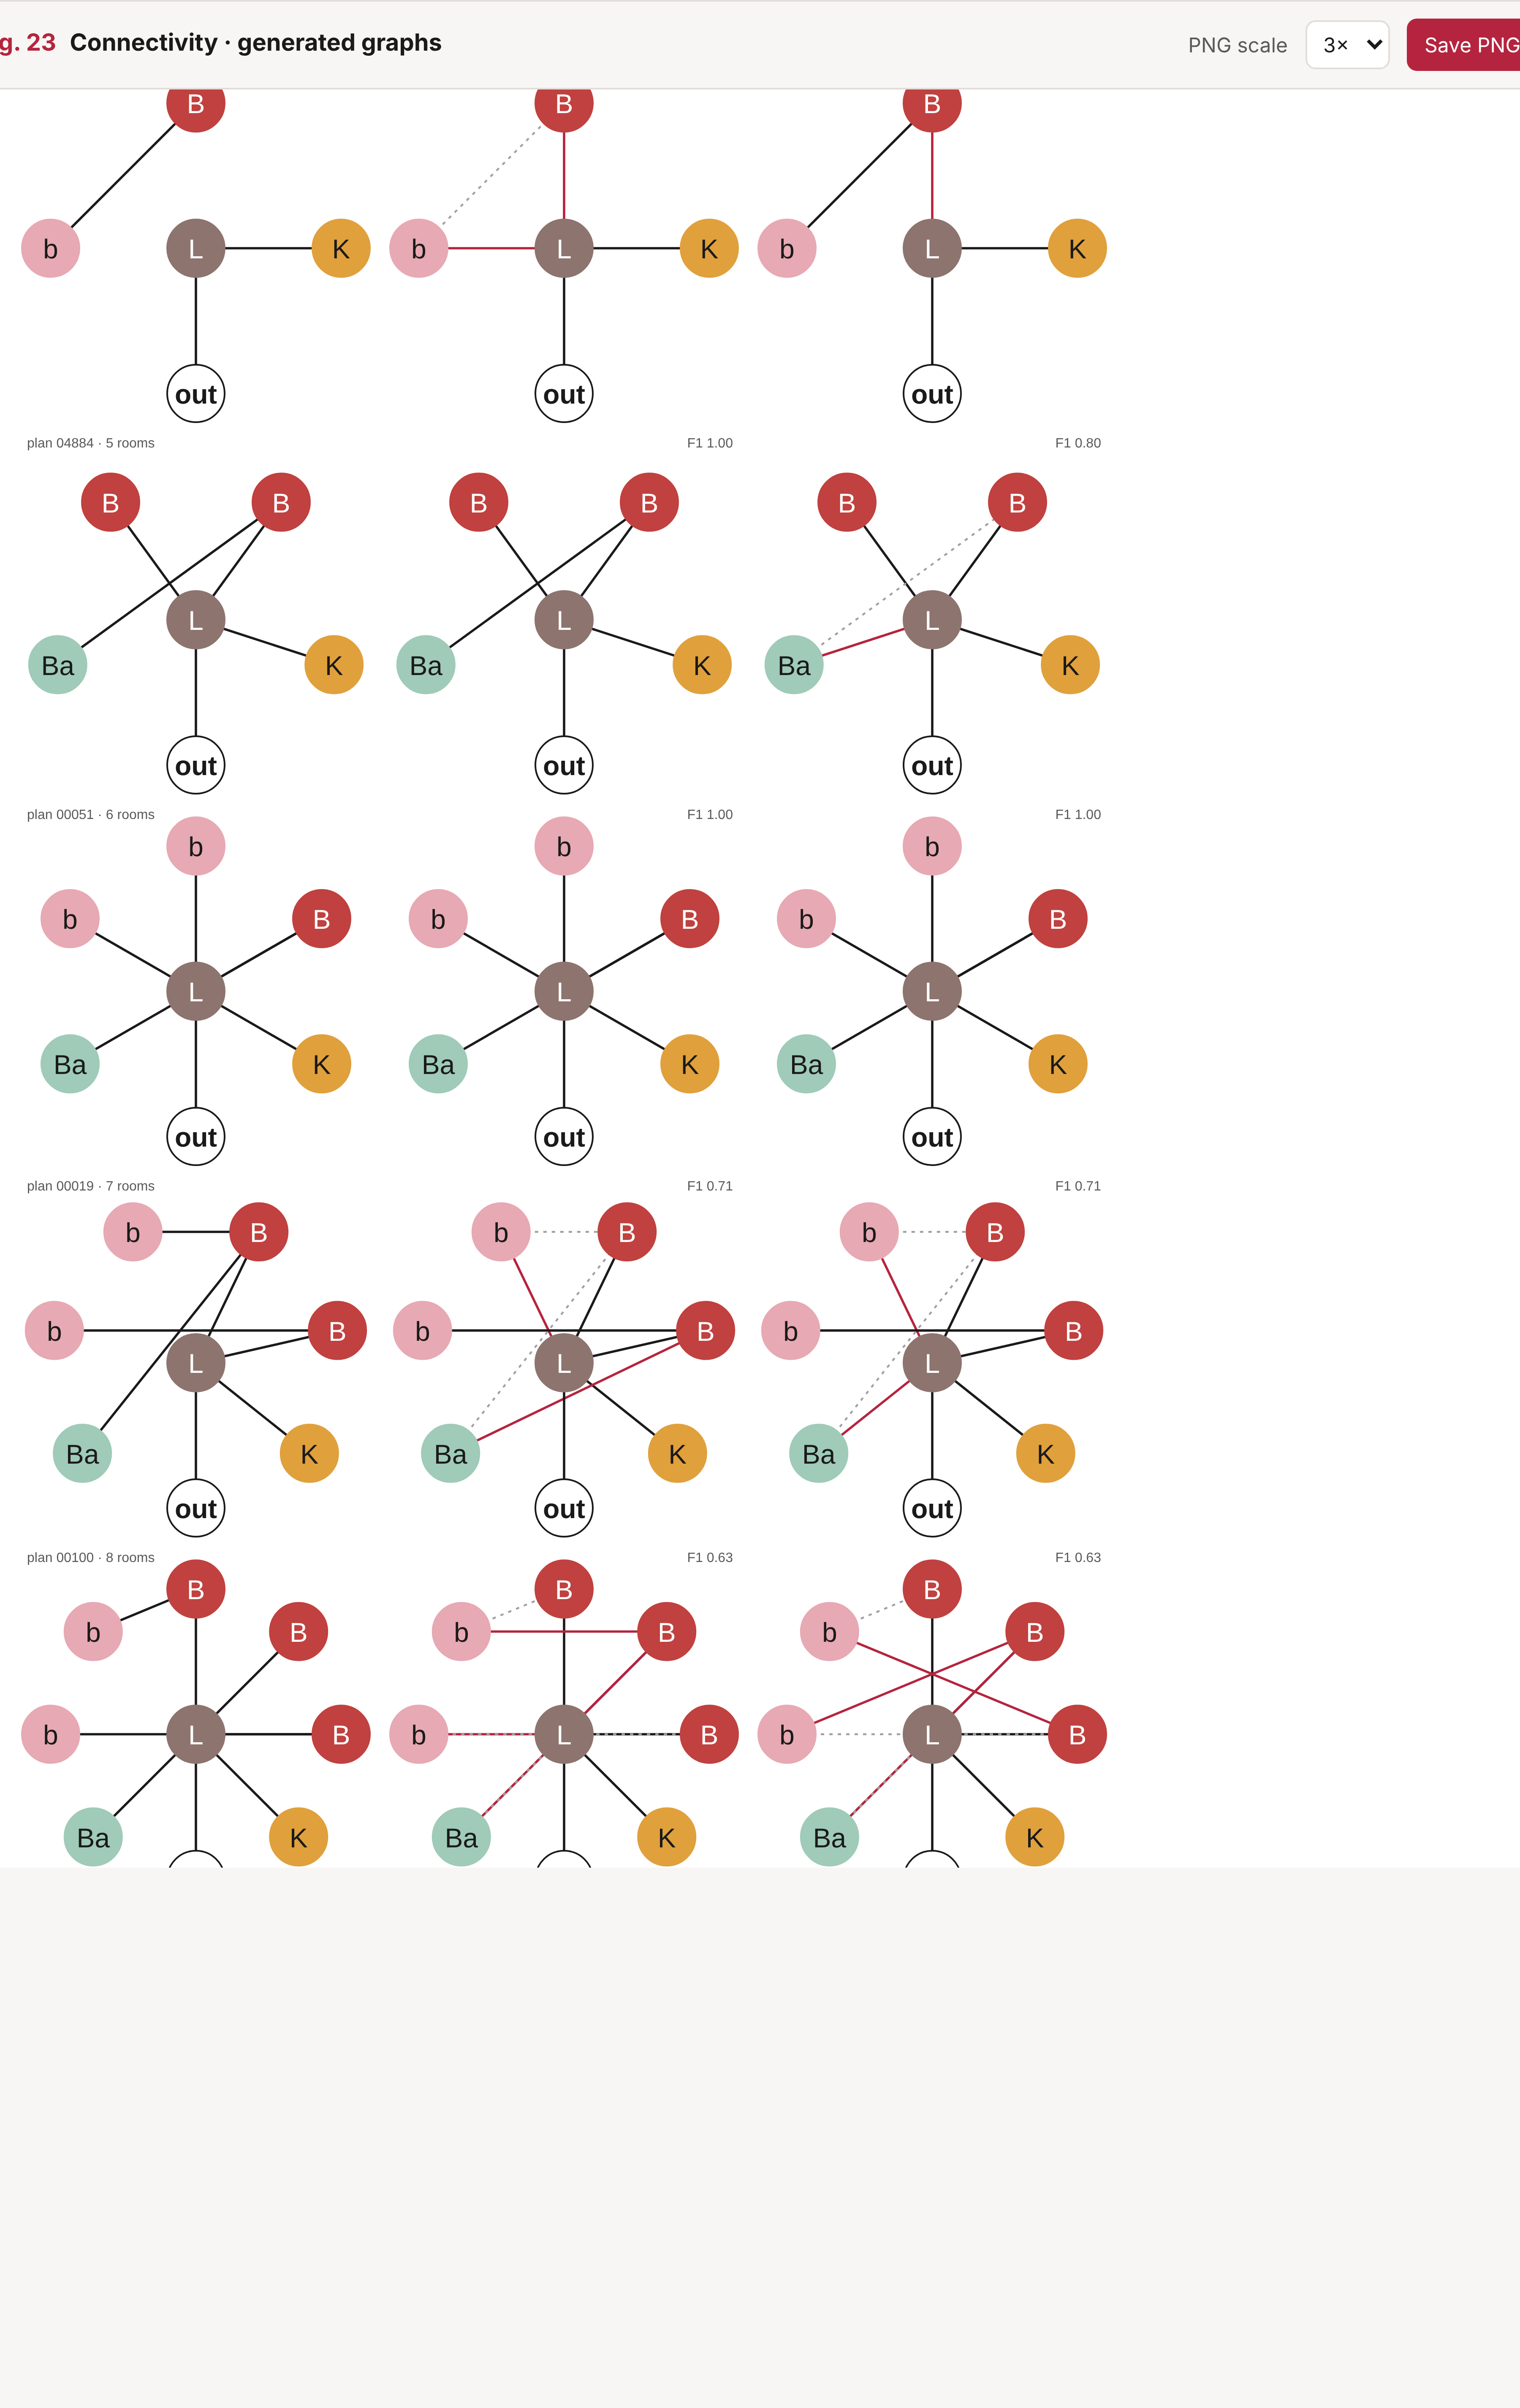 g. 23 Connectivity · generated graphs PNG scale 3× Save PNG
B B B
b L K b L K b L K
out out out
plan 04884 · 5 rooms F1 1.00 F1 0.80
B B B B B B
L L L
Ba K Ba K Ba K
out out out
plan 00051 · 6 rooms F1 1.00 F1 1.00
b b b
b B b B b B
L L L
Ba K Ba K Ba K
out out out
plan 00019 · 7 rooms F1 0.71 F1 0.71
b B b B b B
b B b B b B
L L L
Ba K Ba K Ba K
out out out
plan 00100 · 8 rooms F1 0.63 F1 0.63
B B B
b B b B b B
b L B b L B b L B
Ba K Ba K Ba K